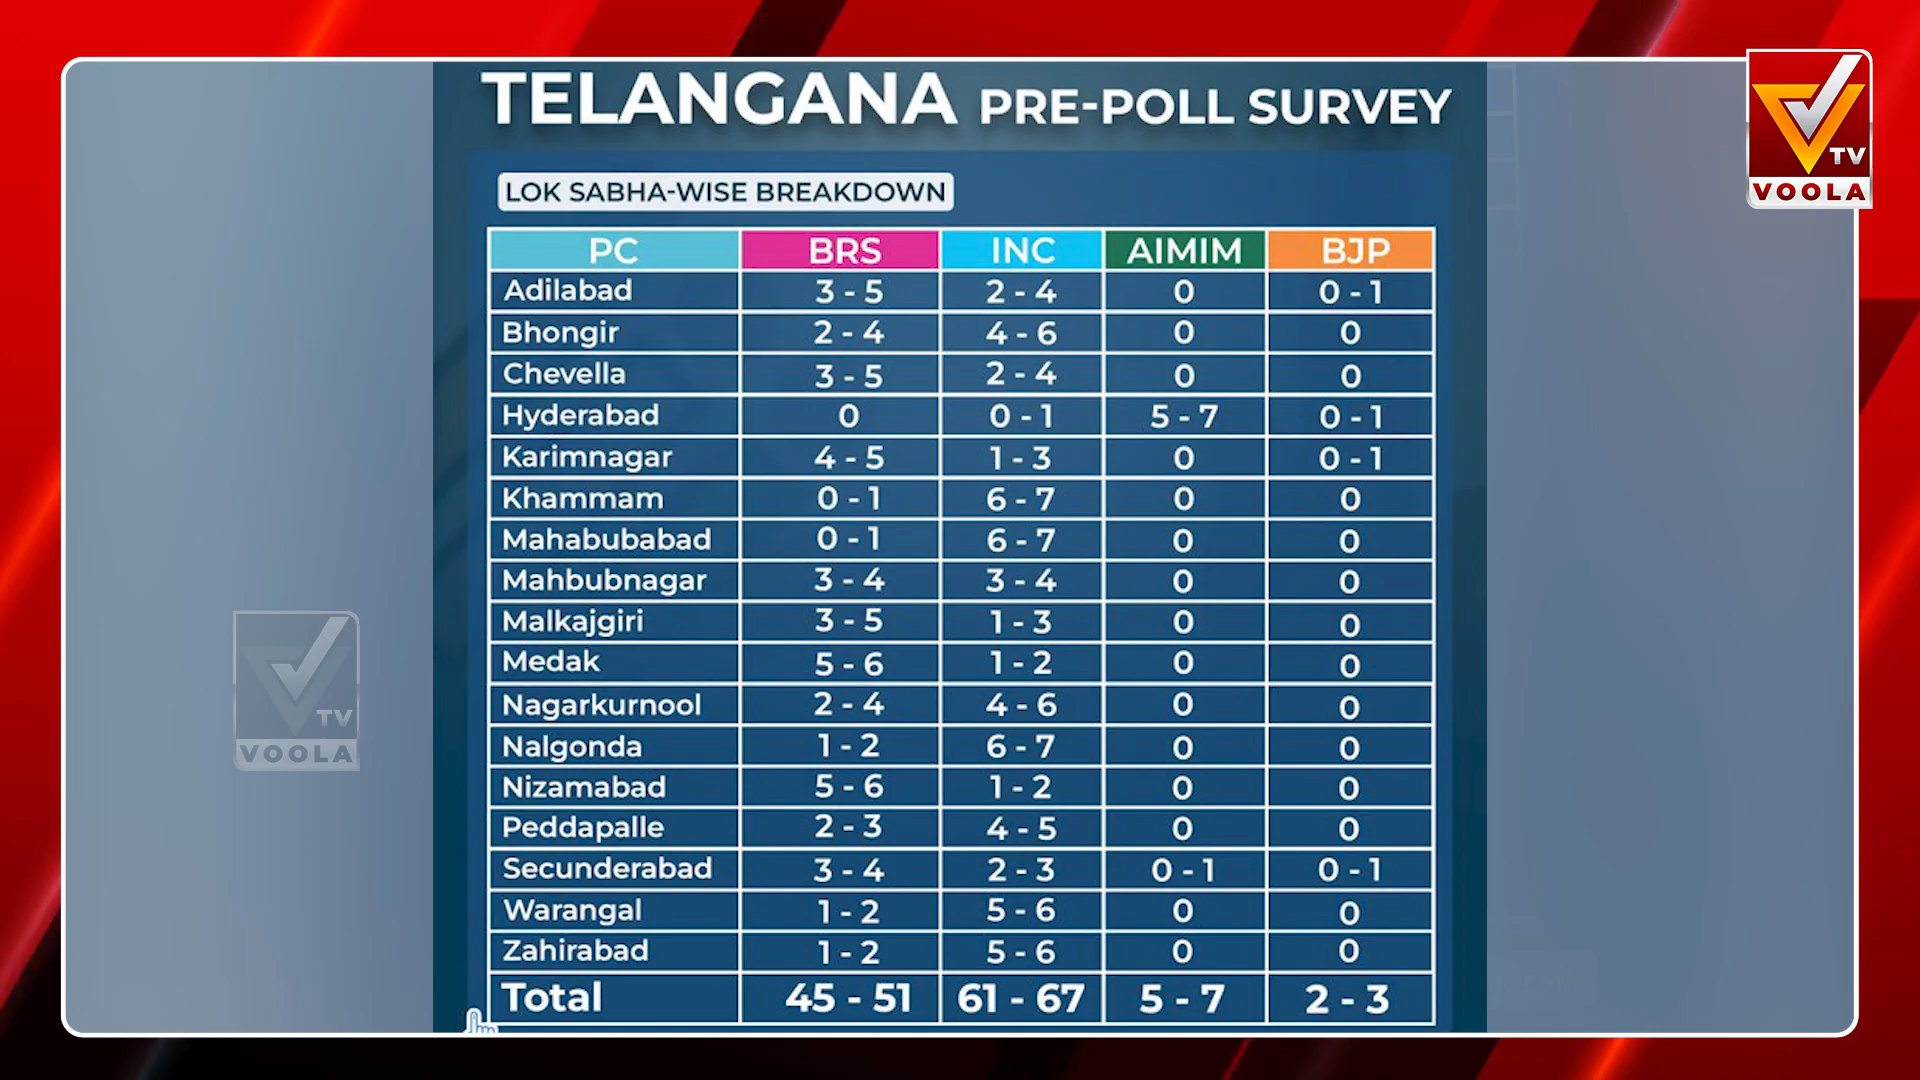 TELANGANA PRE-POLL SURVEY
TV
VOOLA
LOK SABHA-WISE BREAKDOWN
PC BRS INC AIMIM BJP
Adilabad 3 - 5 2 - 4 0 0 - 1
Bhongir 2 - 4 4 - 6 0 0
Chevella 3 - 5 2 - 4 0 0
Hyderabad 0 0 - 1 5 - 7 0 - 1
Karimnagar 4 - 5 1 - 3 0 0 - 1
Khammam 0 - 1 6 - 7 0 0
Mahabubabad 0 - 1 6 - 7 0 0
Mahbubnagar 3 - 4 3 - 4 0 0
Malkajgiri 3 - 5 1 - 3 0 0
Medak 5 - 6 1 - 2 0 0
Nagarkurnool 2 - 4 4 - 6 0 0
Nalgonda 1 - 2 6 - 7 0 0
Nizamabad 5 - 6 1 - 2 0 0
Peddapalle 2 - 3 4 - 5 0 0
Secunderabad 3 - 4 2 - 3 0 - 1 0 - 1
Warangal 1 - 2 5 - 6 0 0
Zahirabad 1 - 2 5 - 6 0 0
Total 45 - 51 61 - 67 5 - 7 2 - 3
TV
VOOLA